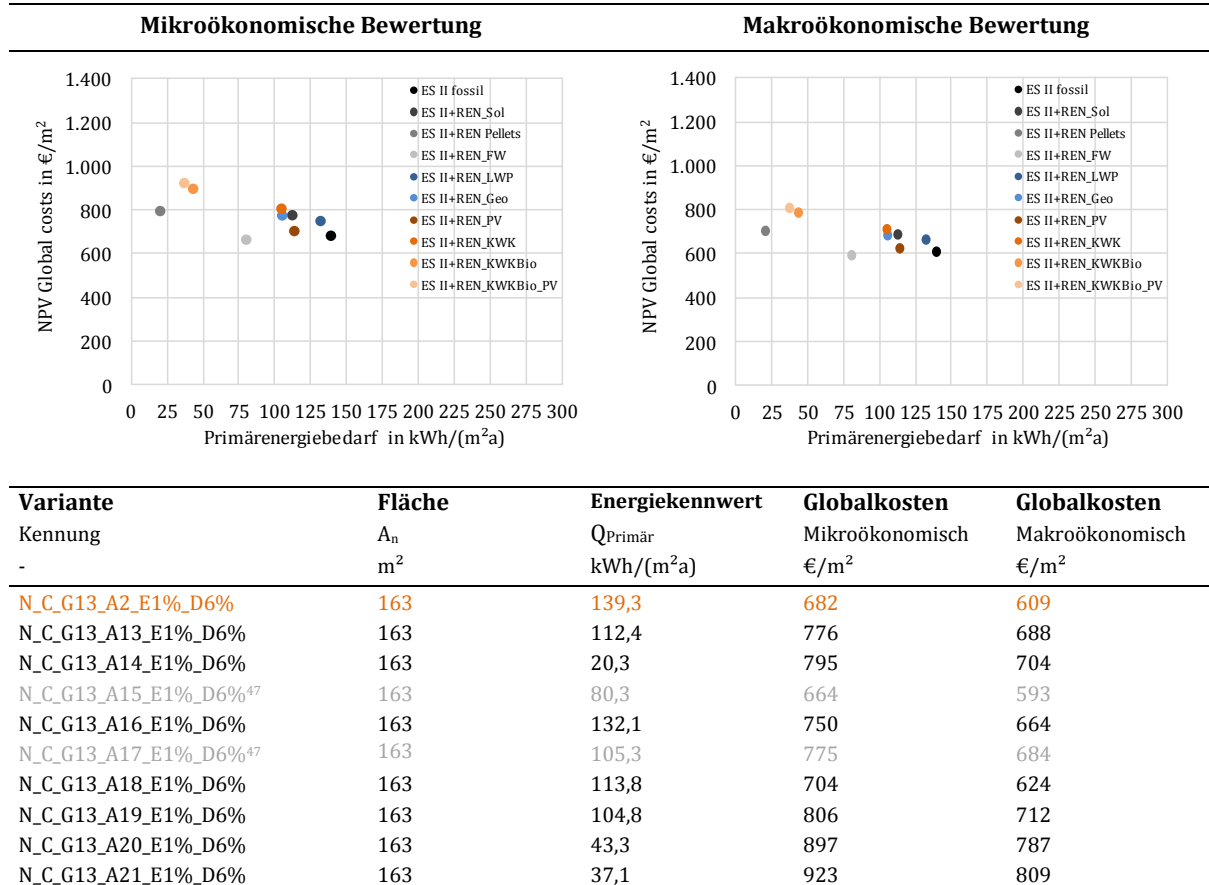 Mikroökonomische Bewertung
Makroökonomische Bewertung
NPV Global costs in €/m²
1.400
1.200
1.000
800
600
400
200
0
0 25 50 75 100 125 150 175 200 225 250 275 300
Primärenergiebedarf in kWh/(m²a)
ES II fossil
ES II+REN_Sol
ES II+REN Pellets
ES II+REN_FW
ES II+REN_LWP
ES II+REN_Geo
ES II+REN_PV
ES II+REN_KWK
ES II+REN_KWKBio
ES II+REN_KWKBio_PV
NPV Global costs in €/m²
1.400
1.200
1.000
800
600
400
200
0
0 25 50 75 100 125 150 175 200 225 250 275 300
Primärenergiebedarf in kWh/(m²a)
ES II fossil
ES II+REN_Sol
ES II+REN Pellets
ES II+REN_FW
ES II+REN_LWP
ES II+REN_Geo
ES II+REN_PV
ES II+REN_KWK
ES II+REN_KWKBio
ES II+REN_KWKBio_PV
Variante Fläche Energiekennwert Globalkosten Globalkosten
Kennung Aₙ QPrimär Mikroökonomisch Makroökonomisch
- m² kWh/(m²a) €/m² €/m²
N_C_G13_A2_E1%_D6% 163 139,3 682 609
N_C_G13_A13_E1%_D6% 163 112,4 776 688
N_C_G13_A14_E1%_D6% 163 20,3 795 704
N_C_G13_A15_E1%_D6%⁴⁷ 163 80,3 664 593
N_C_G13_A16_E1%_D6% 163 132,1 750 664
N_C_G13_A17_E1%_D6%⁴⁷ 163 105,3 775 684
N_C_G13_A18_E1%_D6% 163 113,8 704 624
N_C_G13_A19_E1%_D6% 163 104,8 806 712
N_C_G13_A20_E1%_D6% 163 43,3 897 787
N_C_G13_A21_E1%_D6% 163 37,1 923 809